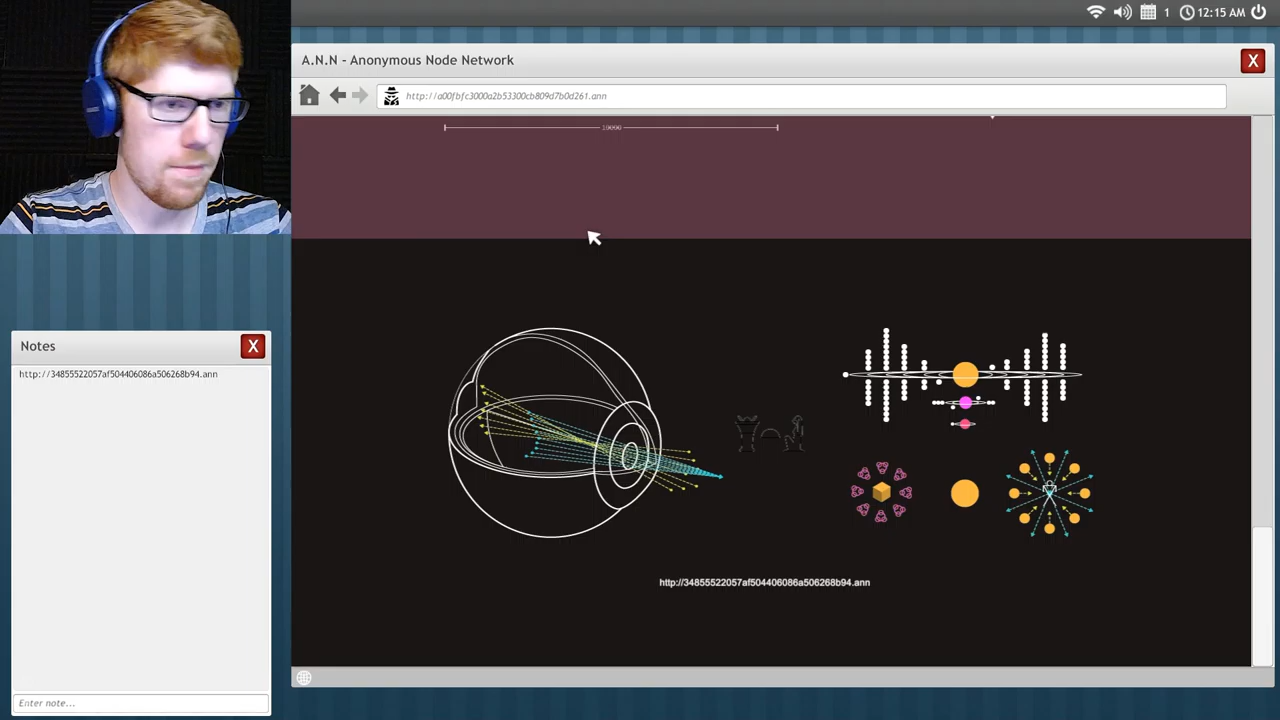 1
12:15 AM
A.N.N - Anonymous Node Network
http://a00fbfc3000a2b53300cb809d7b0d261.ann
Notes
http://34855522057af504406086a506268b94.ann
http://34855522057af504406086a506268b94.ann
Enter note...